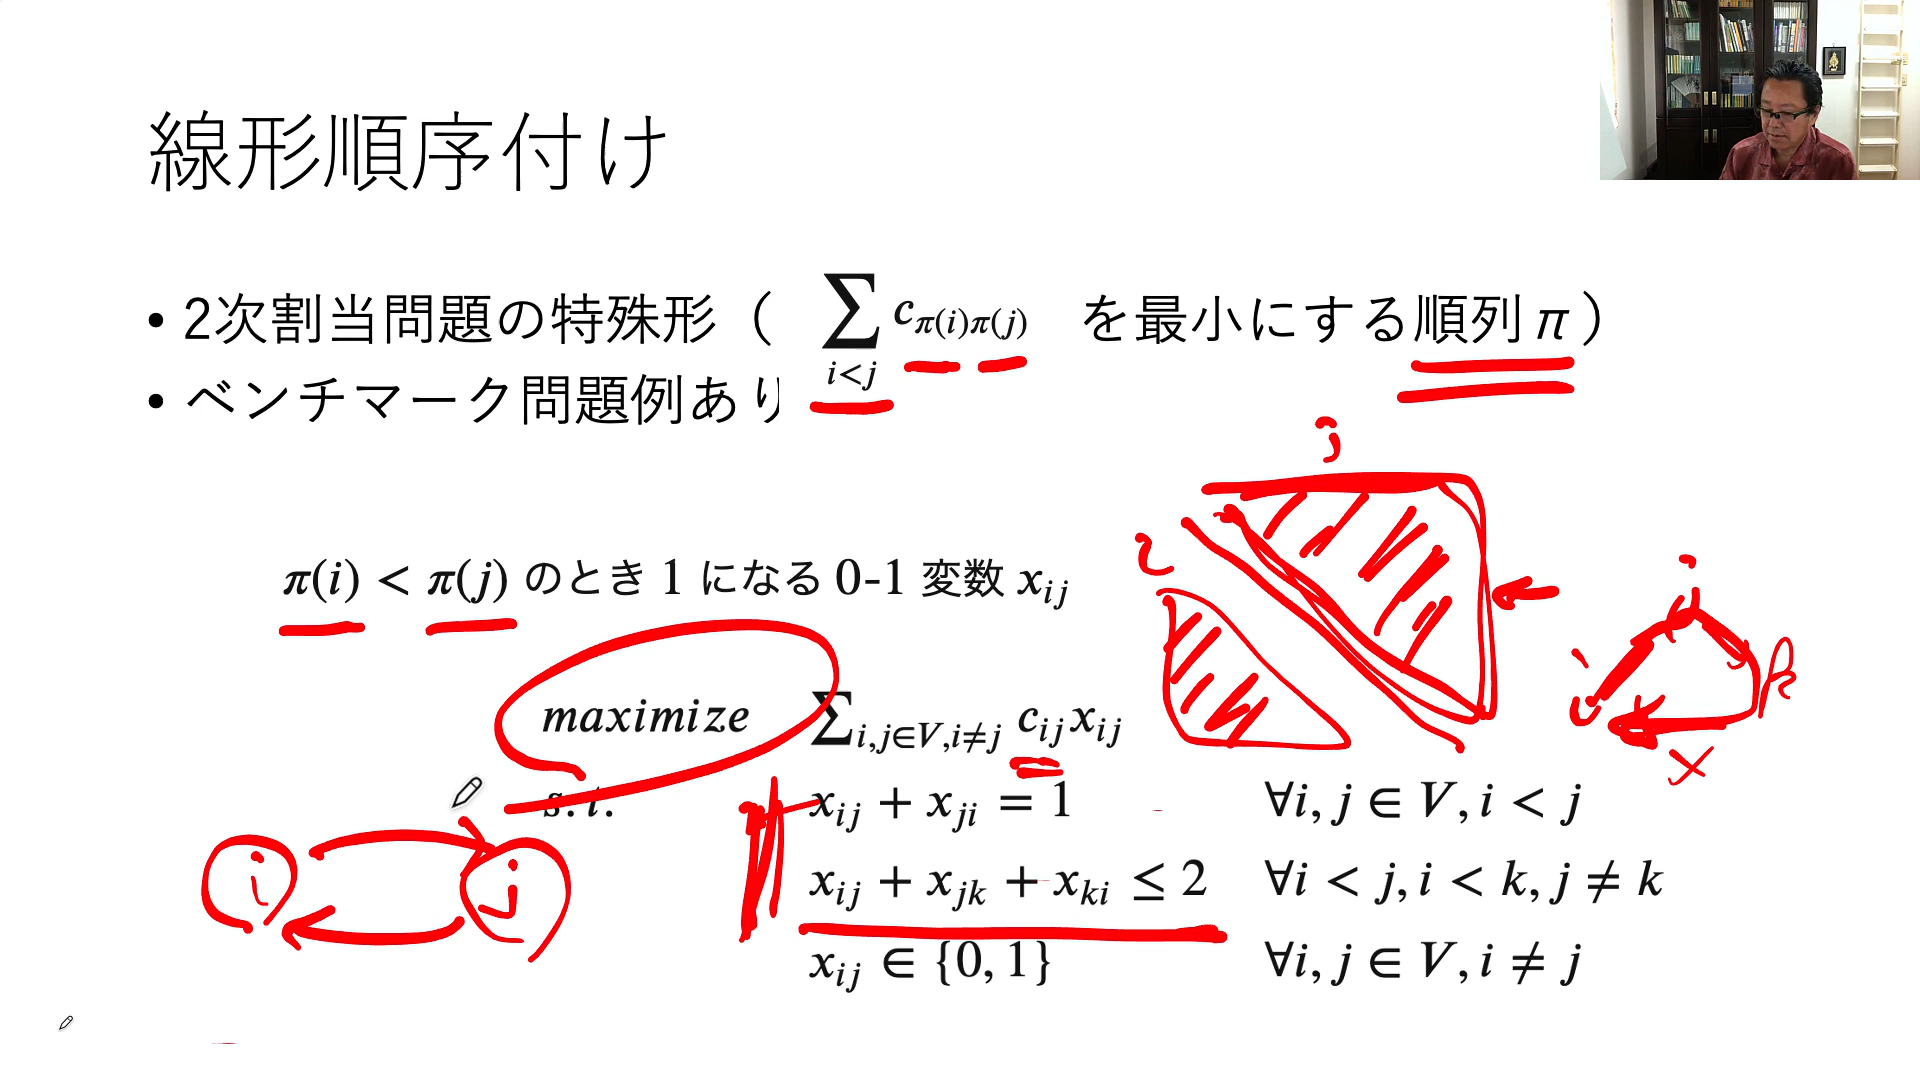 線形順序付け
• 2次割当問題の特殊形（ ∑_{i<j} c_{π(i)π(j)} を最小にする順列 π ）
• ベンチマーク問題例あり
j
i
π(i) < π(j) のとき 1 になる 0-1 変数 x_{ij}
j
i
k
maximize ∑_{i,j∈V,i≠j} c_{ij}x_{ij}
×
s. t. x_{ij} + x_{ji} = 1 ∀i, j ∈ V, i < j
i j
x_{ij} + x_{jk} + x_{ki} ≤ 2 ∀i < j, i < k, j ≠ k
x_{ij} ∈ {0, 1} ∀i, j ∈ V, i ≠ j